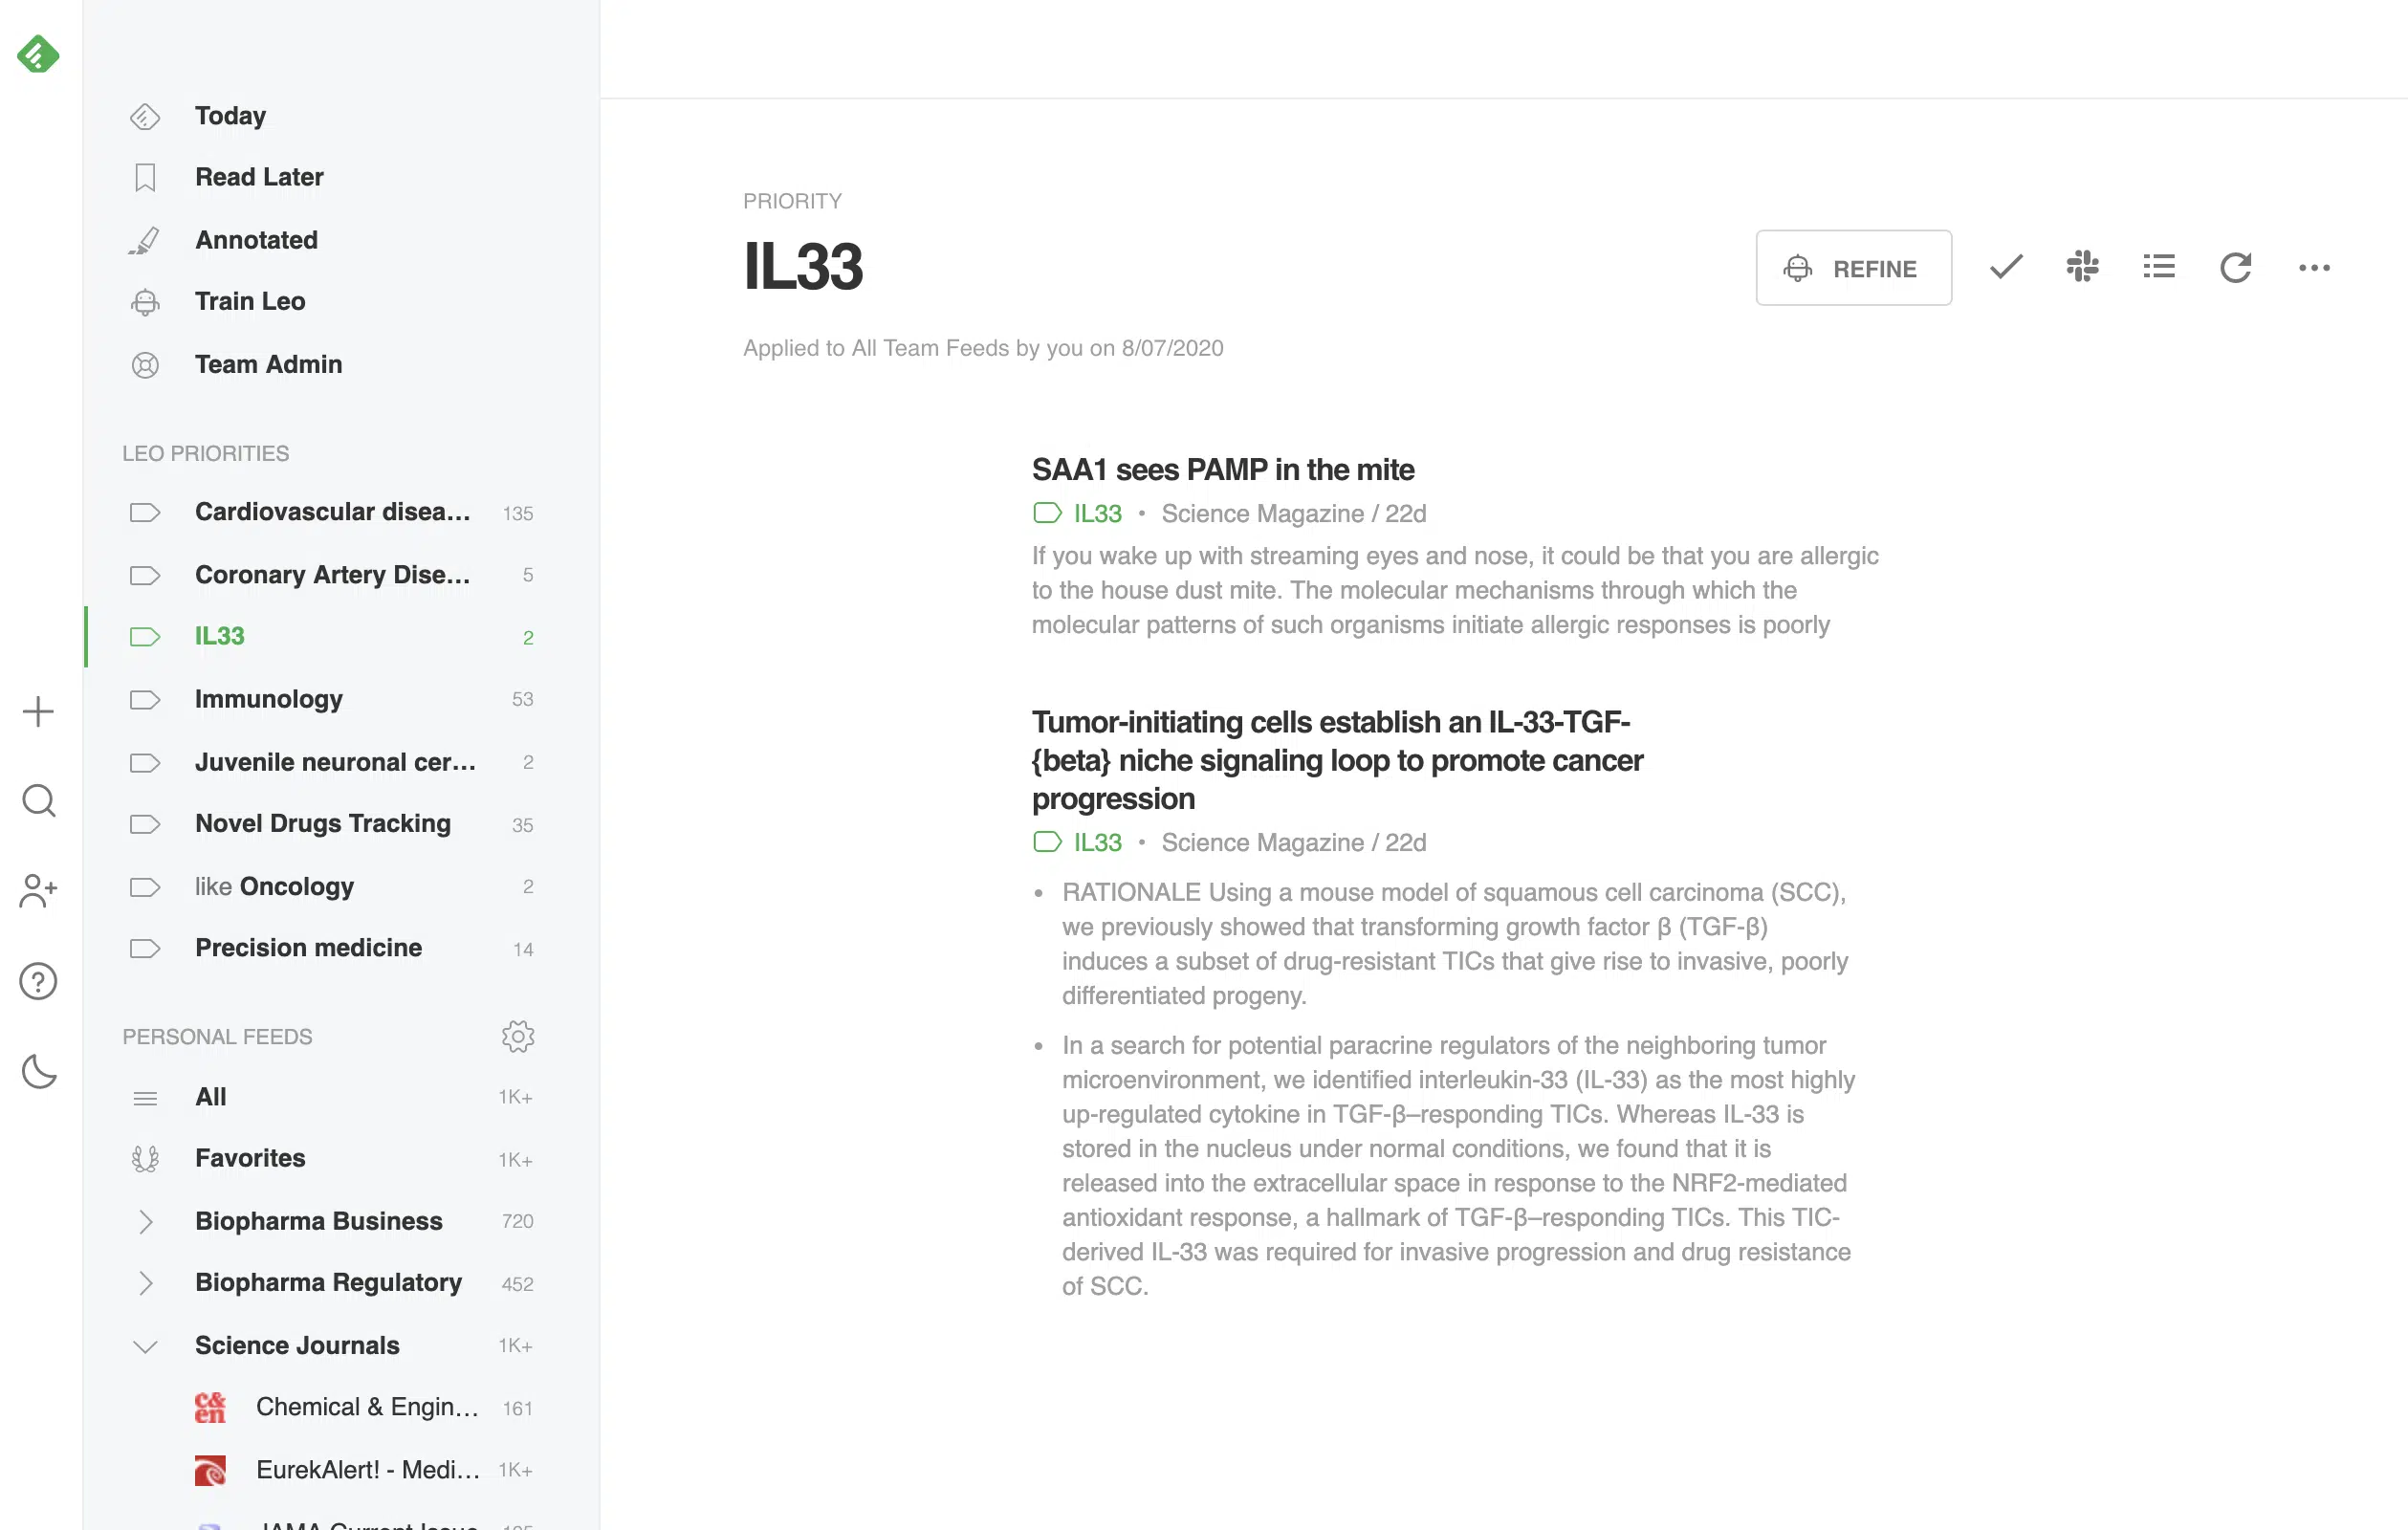 Today
Read Later
Annotated
Train Leo
Team Admin
LEO PRIORITIES
Cardiovascular disea... 135
Coronary Artery Dise... 5
IL33 2
Immunology 53
Juvenile neuronal cer... 2
Novel Drugs Tracking 35
like Oncology 2
Precision medicine 14
PERSONAL FEEDS
All 1K+
Favorites 1K+
Biopharma Business 720
Biopharma Regulatory 452
Science Journals 1K+
c&
en
Chemical & Engin... 161
EurekAlert! - Medi... 1K+
JAMA Current Issue
PRIORITY
IL33
REFINE
Applied to All Team Feeds by you on 8/07/2020
SAA1 sees PAMP in the mite
IL33 • Science Magazine / 22d
If you wake up with streaming eyes and nose, it could be that you are allergic
to the house dust mite. The molecular mechanisms through which the
molecular patterns of such organisms initiate allergic responses is poorly
Tumor-initiating cells establish an IL-33-TGF-
{beta} niche signaling loop to promote cancer
progression
IL33 • Science Magazine / 22d
• RATIONALE Using a mouse model of squamous cell carcinoma (SCC),
we previously showed that transforming growth factor β (TGF-β)
induces a subset of drug-resistant TICs that give rise to invasive, poorly
differentiated progeny.
• In a search for potential paracrine regulators of the neighboring tumor
microenvironment, we identified interleukin-33 (IL-33) as the most highly
up-regulated cytokine in TGF-β–responding TICs. Whereas IL-33 is
stored in the nucleus under normal conditions, we found that it is
released into the extracellular space in response to the NRF2-mediated
antioxidant response, a hallmark of TGF-β–responding TICs. This TIC-
derived IL-33 was required for invasive progression and drug resistance
of SCC.